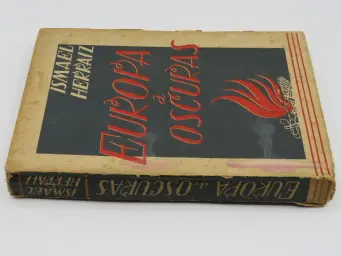 ISMAEL
HERRAIZ
EUROPA
a
OSCURAS
EUROPA a OSCURAS
ISMAEL
HERRAIZ